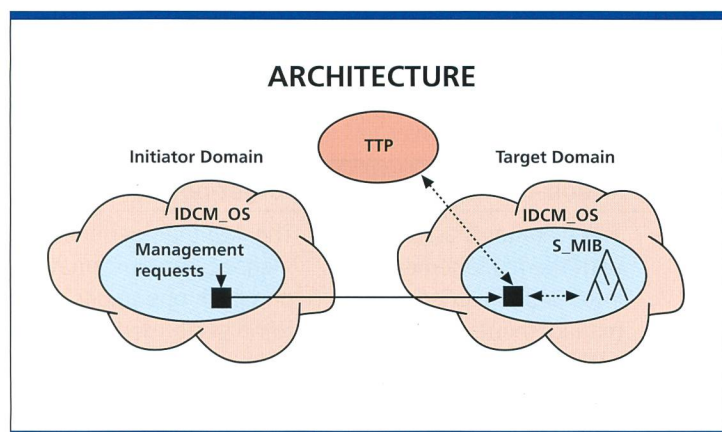 ARCHITECTURE
TTP
Initiator Domain
Target Domain
IDCM_OS
Management
requests
IDCM_OS
S_MIB